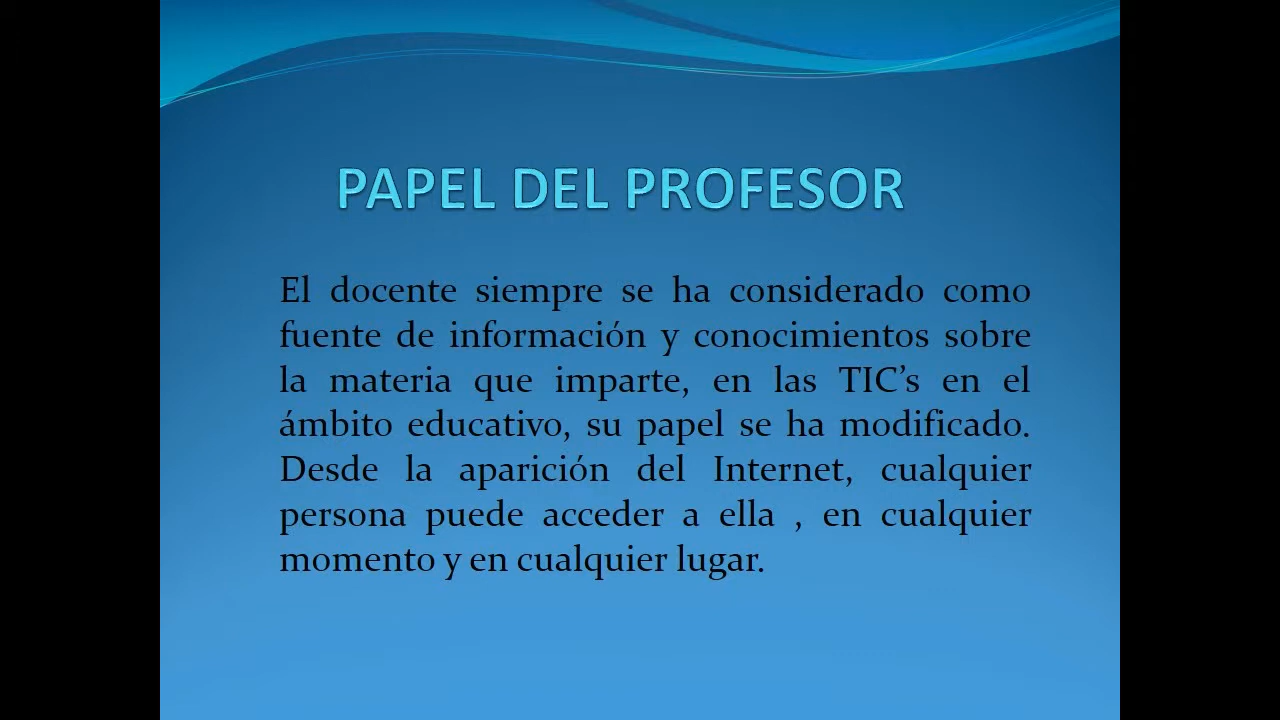 PAPEL DEL PROFESOR
El docente siempre se ha considerado como
fuente de información y conocimientos sobre
la materia que imparte, en las TIC’s en el
ámbito educativo, su papel se ha modificado.
Desde la aparición del Internet, cualquier
persona puede acceder a ella , en cualquier
momento y en cualquier lugar.